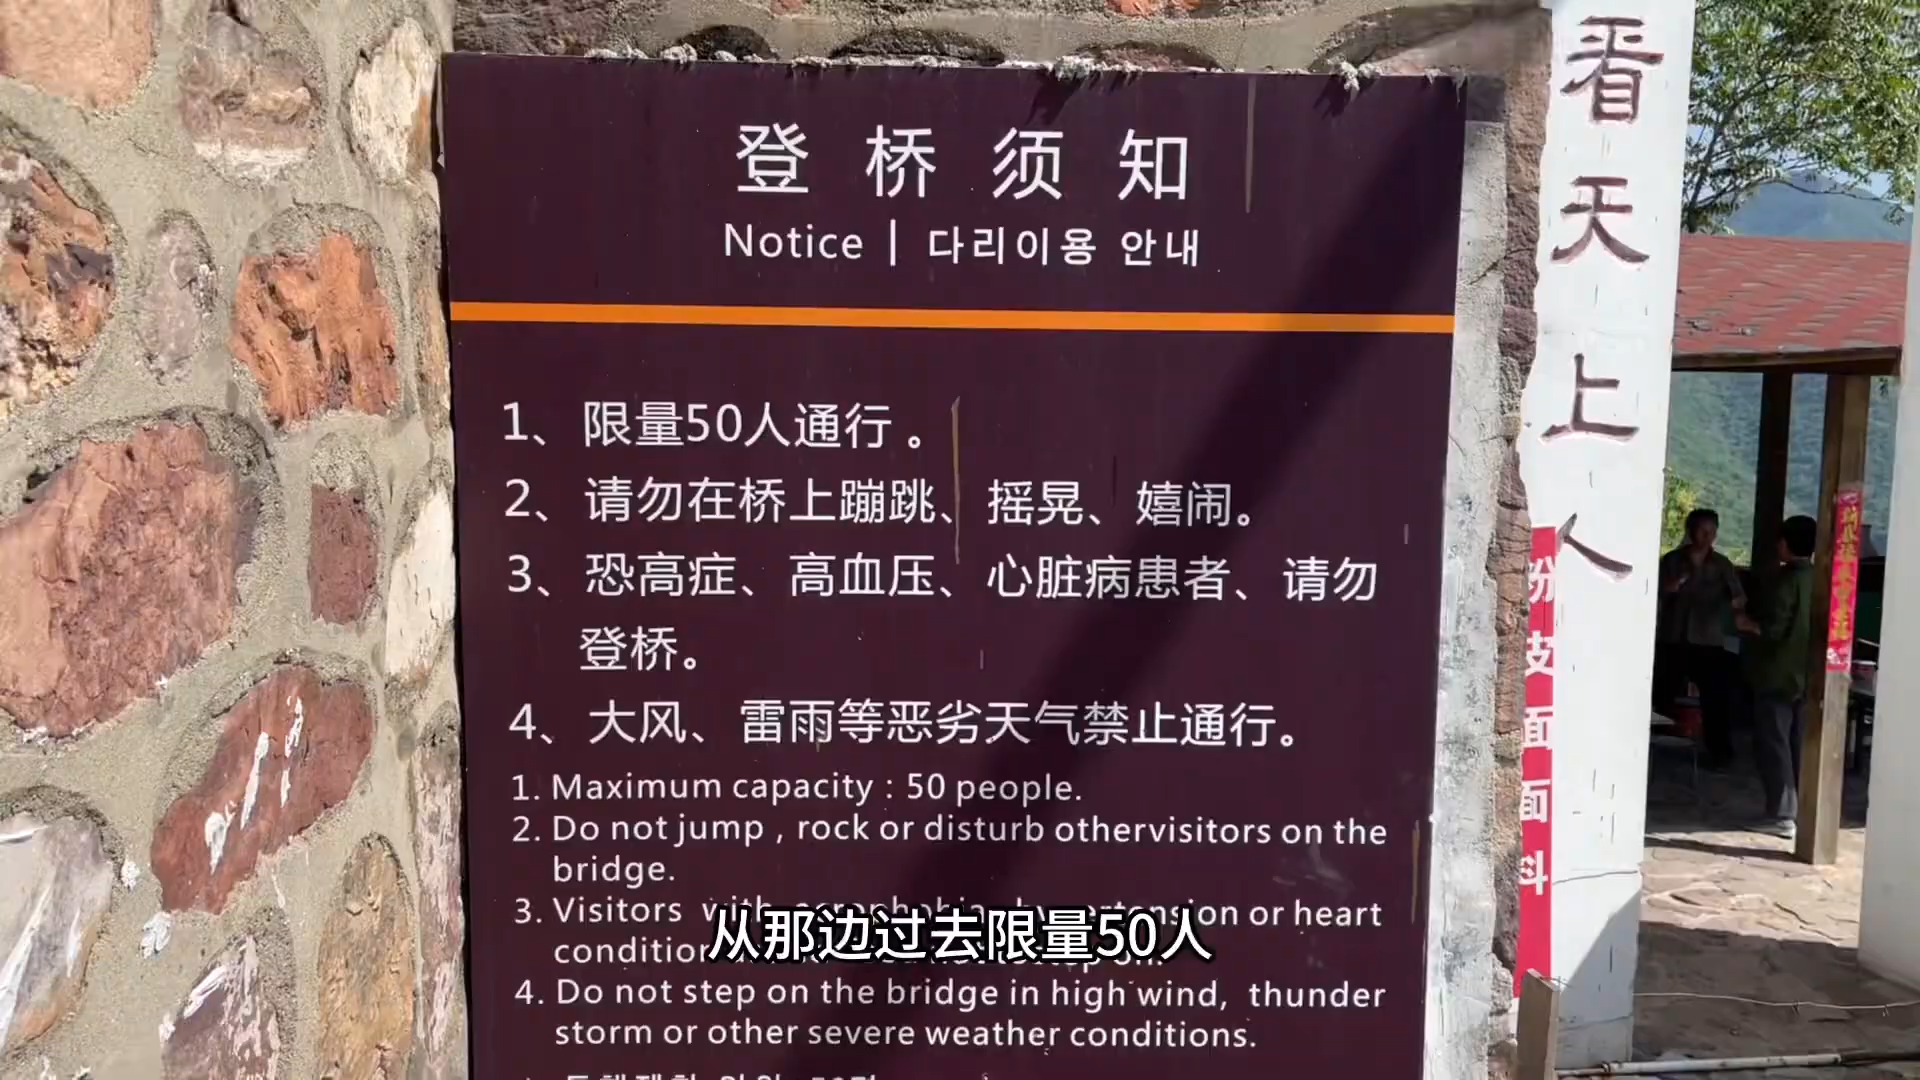 登桥须知
Notice | 다리이용 안내
1、限量50人通行。
2、请勿在桥上蹦跳、摇晃、嬉闹。
3、恐高症、高血压、心脏病患者、请勿
登桥。
4、大风、雷雨等恶劣天气禁止通行。
1. Maximum capacity : 50 people.
2. Do not jump , rock or disturb othervisitors on the
bridge.
3. Visitors or heart
4. Do not step on the bridge in high wind, thunder
storm or other severe weather conditions.
从那边过去限量50人
看天上人
面
面